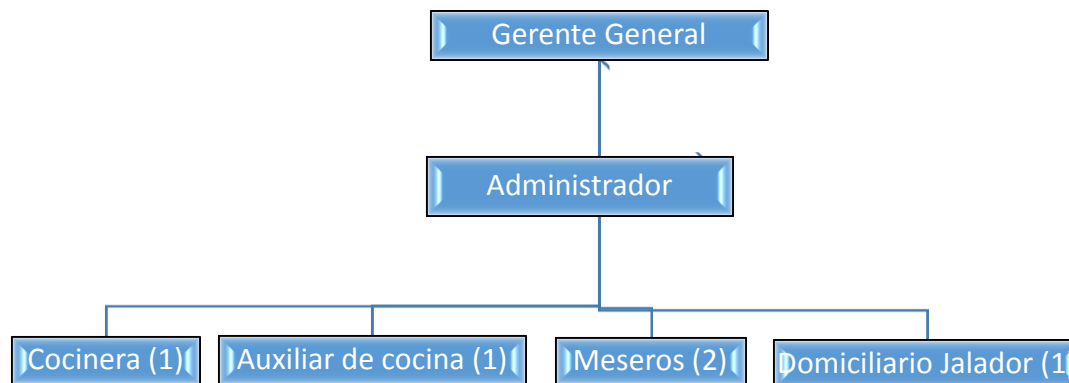 Gerente General
Administrador
Cocinera (1)
Auxiliar de cocina (1)
Meseros (2)
Domiciliario Jalador (1